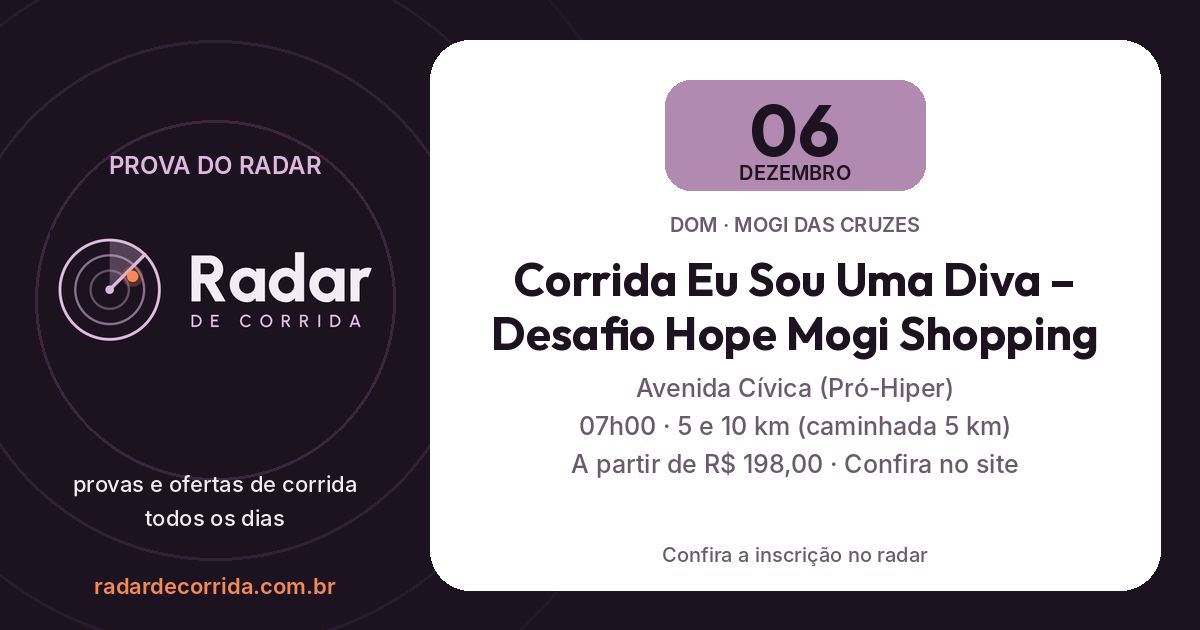 PROVA DO RADAR
Radar
DE CORRIDA
provas e ofertas de corrida
todos os dias
radardecorrida.com.br
06
DEZEMBRO
DOM · MOGI DAS CRUZES
Corrida Eu Sou Uma Diva –
Desafio Hope Mogi Shopping
Avenida Cívica (Pró-Hiper)
07h00 · 5 e 10 km (caminhada 5 km)
A partir de R$ 198,00 · Confira no site
Confira a inscrição no radar